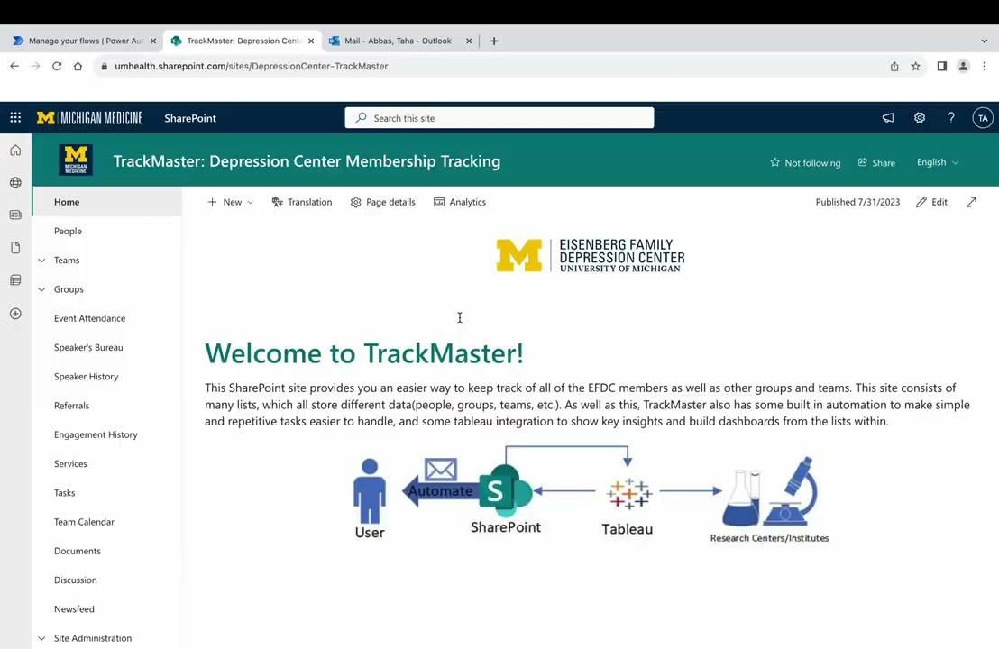 Manage your flows | Power Aut
TrackMaster: Depression Cente
Mail - Abbas, Taha - Outlook
umhealth.sharepoint.com/sites/DepressionCenter-TrackMaster
M | MICHIGAN MEDICINE
SharePoint
Search this site
TA
M
MICHIGAN
MEDICINE
TrackMaster: Depression Center Membership Tracking
Not following
Share
English
Home
People
Teams
Groups
Event Attendance
Speaker's Bureau
Speaker History
Referrals
Engagement History
Services
Tasks
Team Calendar
Documents
Discussion
Newsfeed
Site Administration
New
Translation
Page details
Analytics
Published 7/31/2023
Edit
M
EISENBERG FAMILY
DEPRESSION CENTER
UNIVERSITY OF MICHIGAN
Welcome to TrackMaster!
This SharePoint site provides you an easier way to keep track of all of the EFDC members as well as other groups and teams. This site consists of
many lists, which all store different data(people, groups, teams, etc.). As well as this, TrackMaster also has some built in automation to make simple
and repetitive tasks easier to handle, and some tableau integration to show key insights and build dashboards from the lists within.
Automate
S
User
SharePoint
Tableau
Research Centers/Institutes